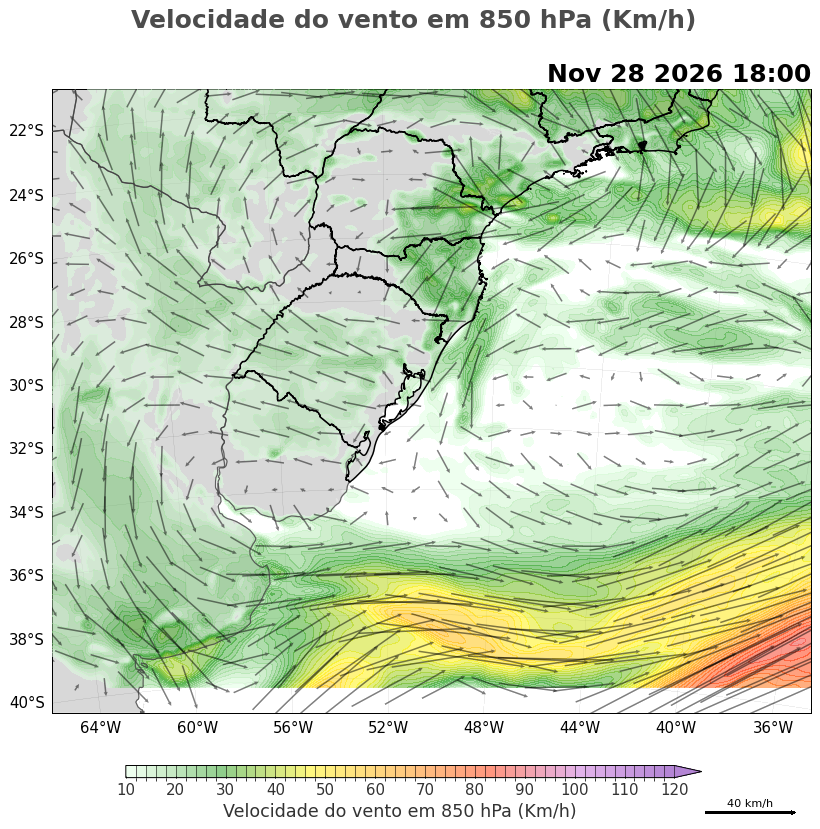 Velocidade do vento em 850 hPa (Km/h)
Nov 28 2026 18:00
22°S
24°S
26°S
28°S
30°S
32°S
34°S
36°S
38°S
40°S
64°W 60°W 56°W 52°W 48°W 44°W 40°W 36°W
10 20 30 40 50 60 70 80 90 100 110 120
Velocidade do vento em 850 hPa (Km/h)
40 km/h